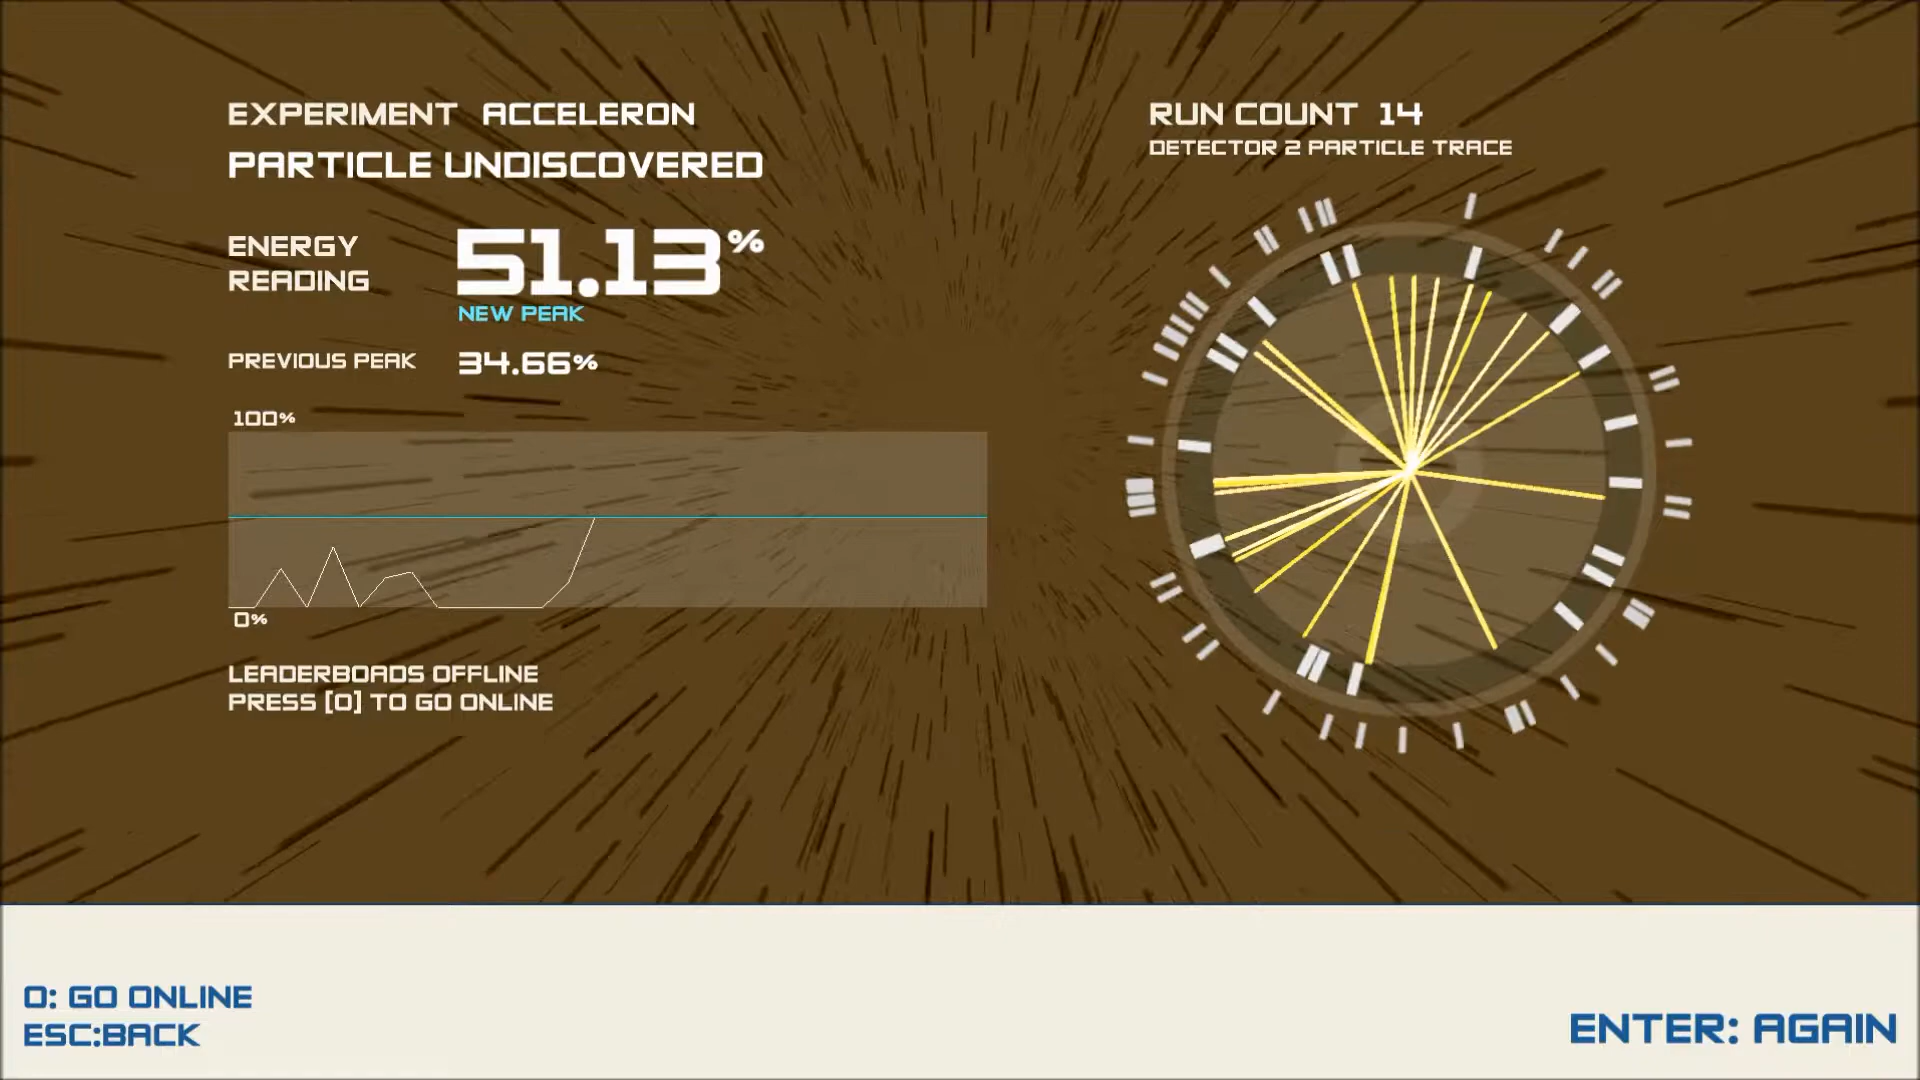 EXPERIMENT ACCELERON
PARTICLE UNDISCOVERED
ENERGY
READING
51.13%
NEW PEAK
PREVIOUS PEAK 34.66%
100%
0%
LEADERBOARDS OFFLINE
PRESS [O] TO GO ONLINE
RUN COUNT 14
DETECTOR 2 PARTICLE TRACE
O: GO ONLINE
ESC:BACK
ENTER: AGAIN